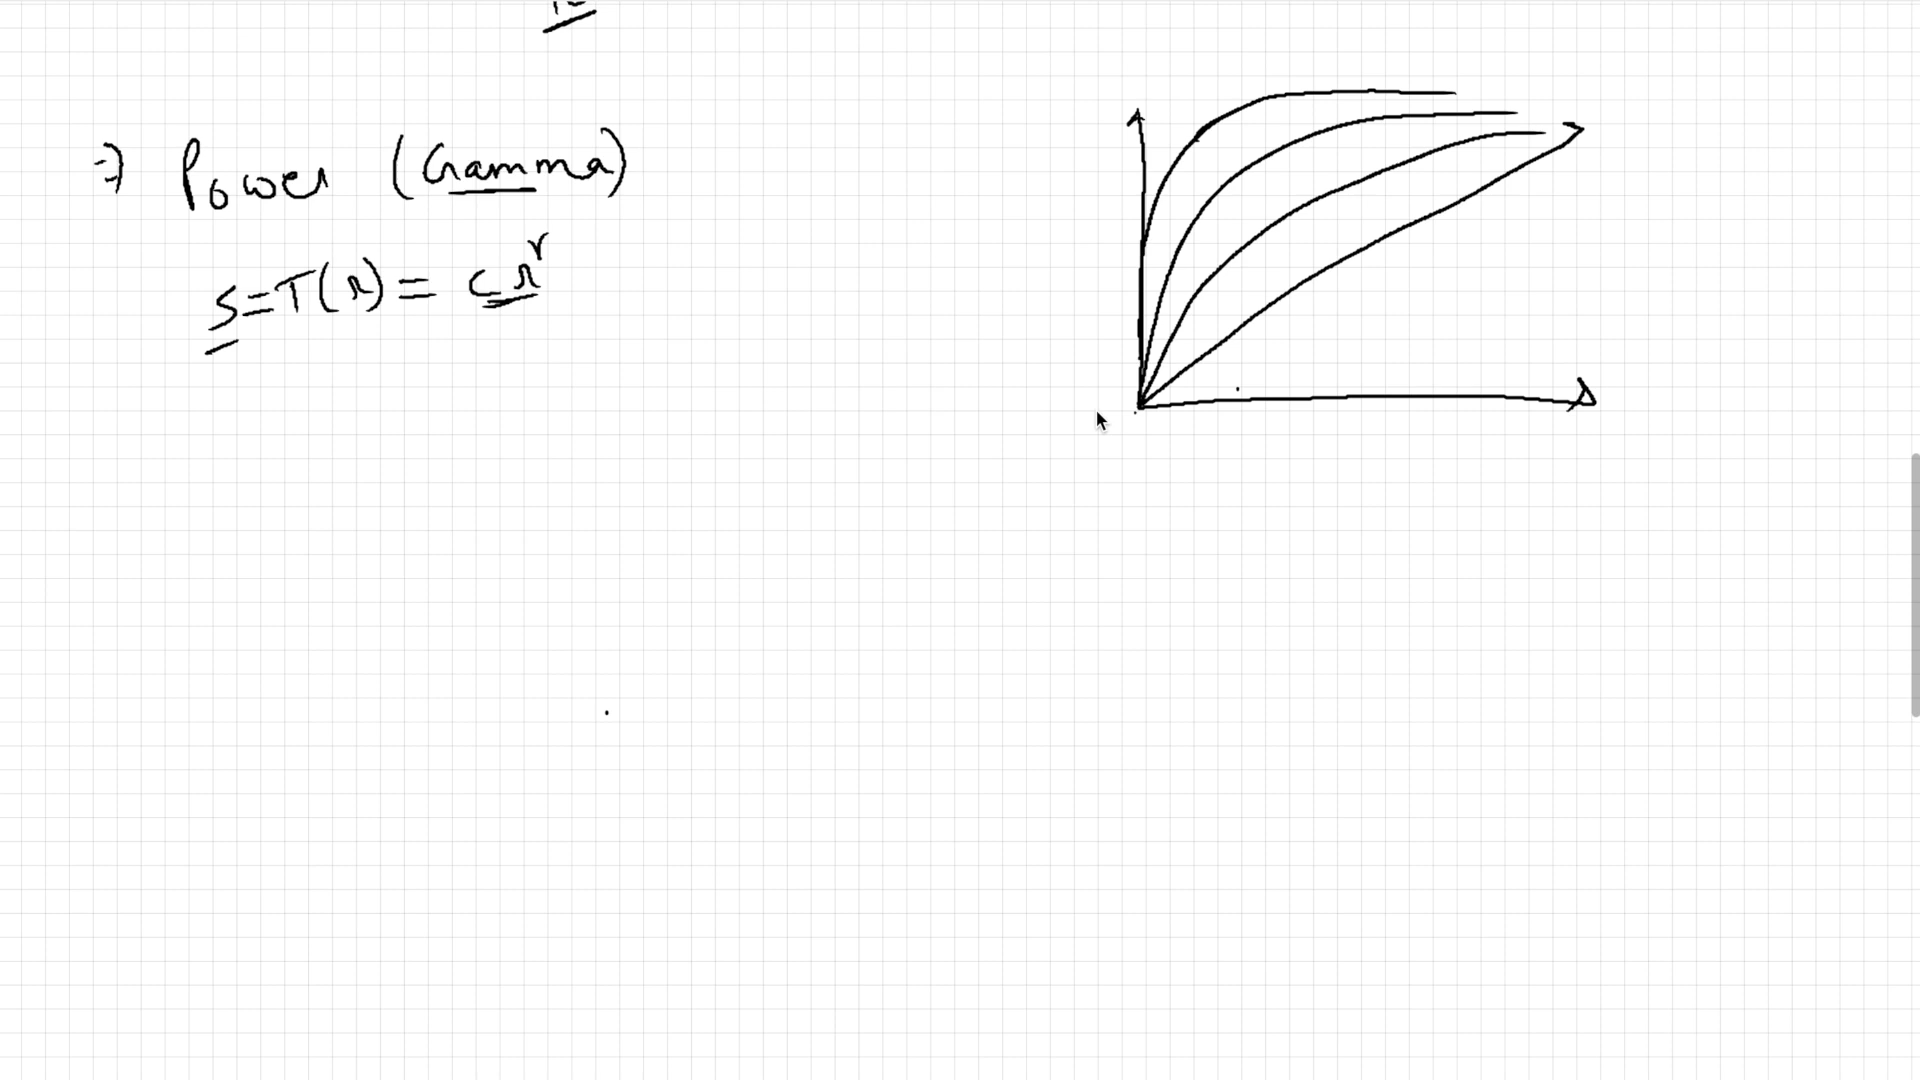 ⇒ Power (Gamma)
s=T(r)= cr^γ